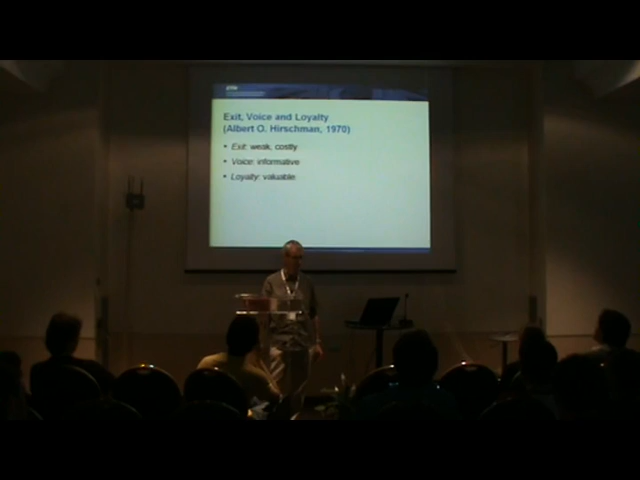 Exit, Voice and Loyalty
(Albert O. Hirschman, 1970)
• Exit: weak, costly
• Voice: informative
• Loyalty: valuable